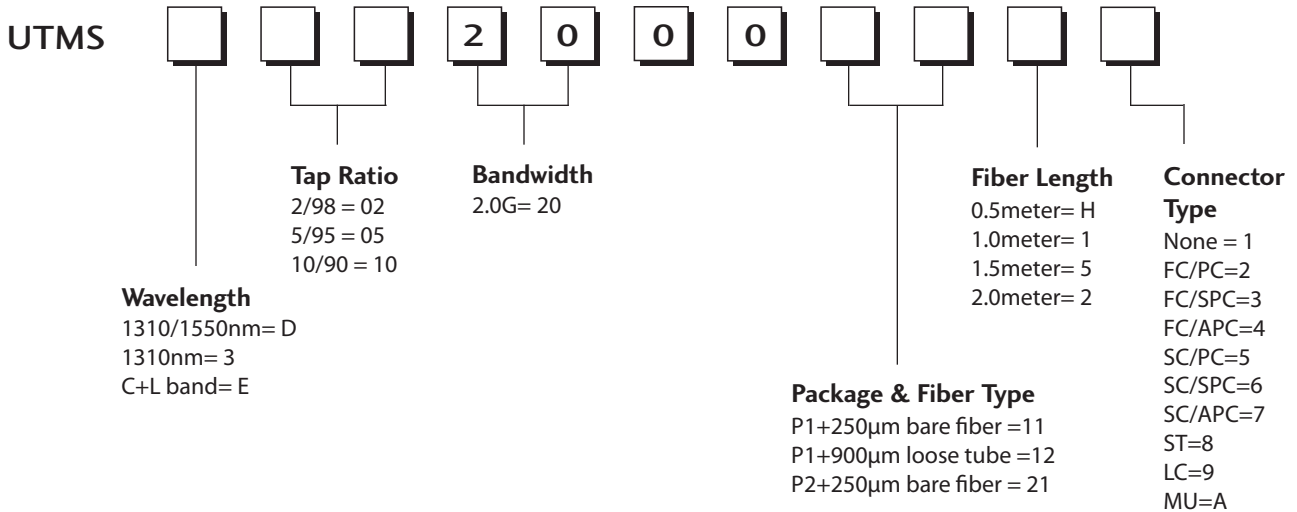 UTMS 2 0 0 0
Tap Ratio
2/98 = 02
5/95 = 05
10/90 = 10
Bandwidth
2.0G= 20
Fiber Length
0.5meter= H
1.0meter= 1
1.5meter= 5
2.0meter= 2
Connector
Type
None = 1
FC/PC=2
FC/SPC=3
FC/APC=4
SC/PC=5
SC/SPC=6
SC/APC=7
ST=8
LC=9
MU=A
Wavelength
1310/1550nm= D
1310nm= 3
C+L band= E
Package & Fiber Type
P1+250μm bare fiber =11
P1+900μm loose tube =12
P2+250μm bare fiber = 21